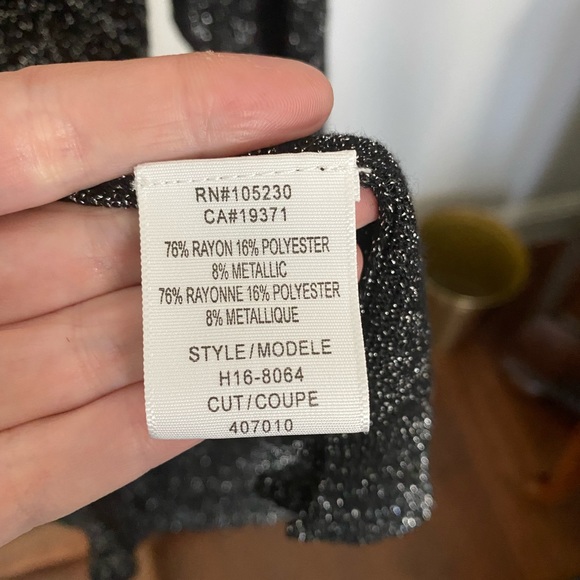 RN#105230
CA#19371
76% RAYON 16% POLYESTER
8% METALLIC
76% RAYONNE 16% POLYESTER
8% METALLIQUE
STYLE/MODELE
H16-8064
CUT/COUPE
407010